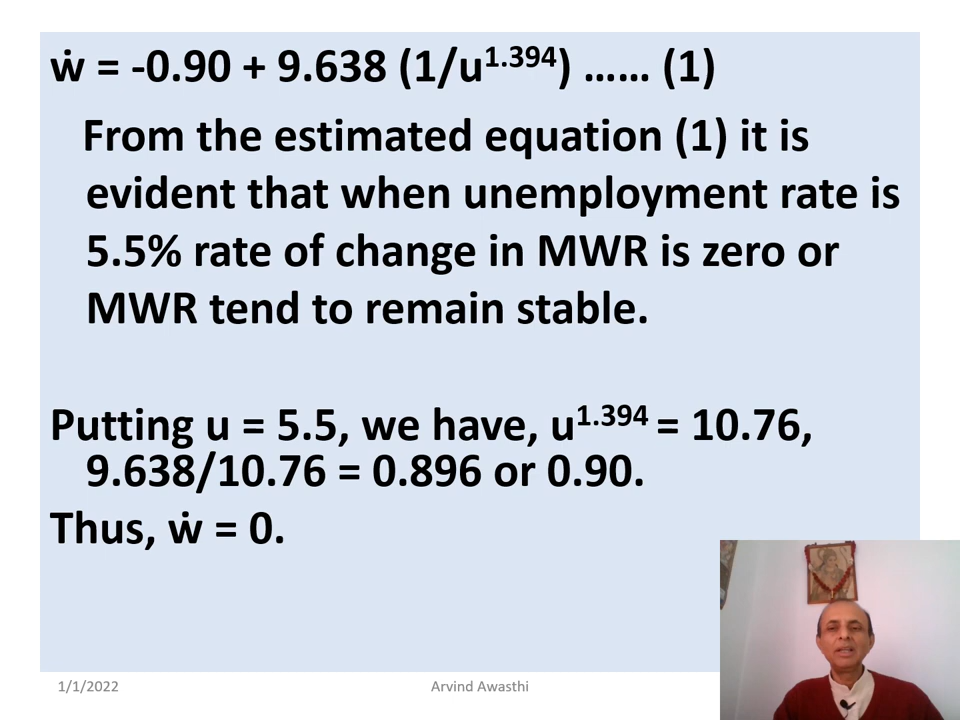 ẇ = -0.90 + 9.638 (1/u^1.394) …… (1)
From the estimated equation (1) it is
evident that when unemployment rate is
5.5% rate of change in MWR is zero or
MWR tend to remain stable.
Putting u = 5.5, we have, u^1.394 = 10.76,
9.638/10.76 = 0.896 or 0.90.
Thus, ẇ = 0.
1/1/2022
Arvind Awasthi